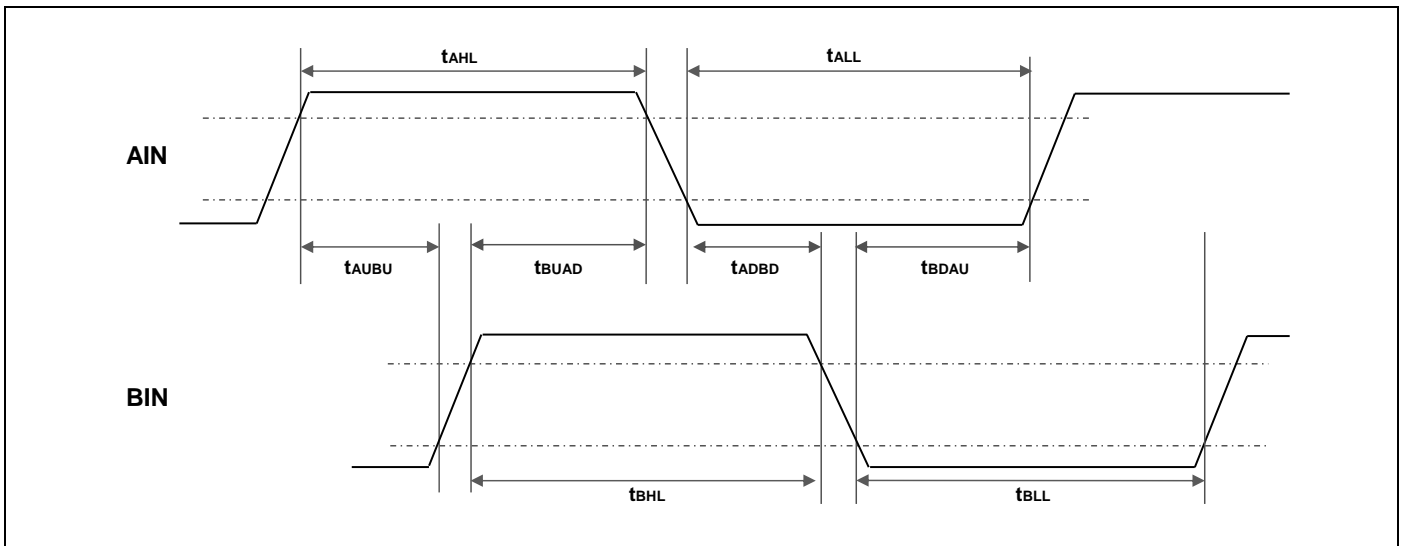 tAHL
tALL
AIN
tAUBU
tBUAD
tADBD
tBDAU
BIN
tBHL
tBLL